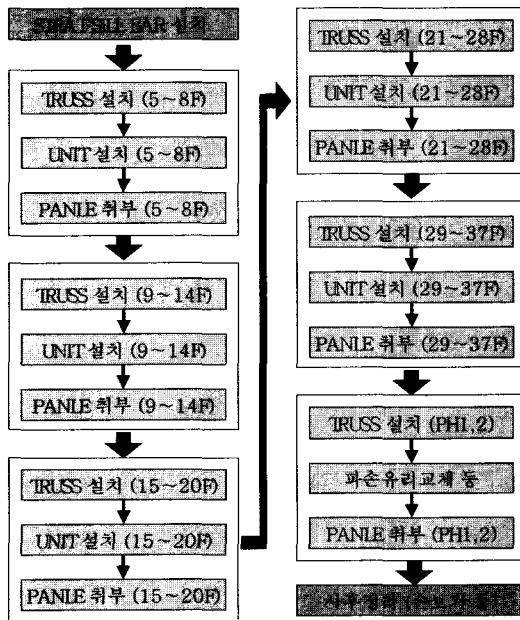 BAR 설치
TRUSS 설치 (5~8F)
UNIT 설치 (5~8F)
PANLE 취부 (5~8F)
TRUSS 설치 (9~14F)
UNIT 설치 (9~14F)
PANLE 취부 (9~14F)
TRUSS 설치 (15~20F)
UNIT 설치 (15~20F)
PANLE 취부 (15~20F)
TRUSS 설치 (21~28F)
UNIT 설치 (21~28F)
PANLE 취부 (21~28F)
TRUSS 설치 (29~37F)
UNIT 설치 (29~37F)
PANLE 취부 (29~37F)
TRUSS 설치 (PH1,2)
파손유리교체 등
PANLE 취부 (PH1,2)